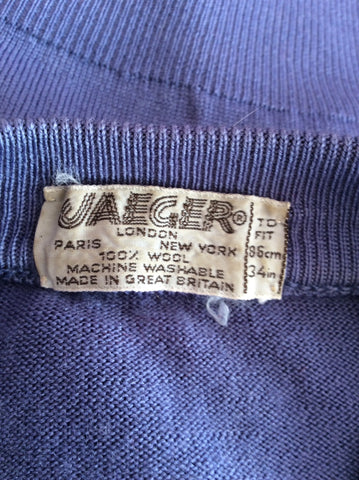 JAEGER®
LONDON
PARIS NEW YORK
100% WOOL
MACHINE WASHABLE
MADE IN GREAT BRITAIN
TO
FIT
86cm
34in